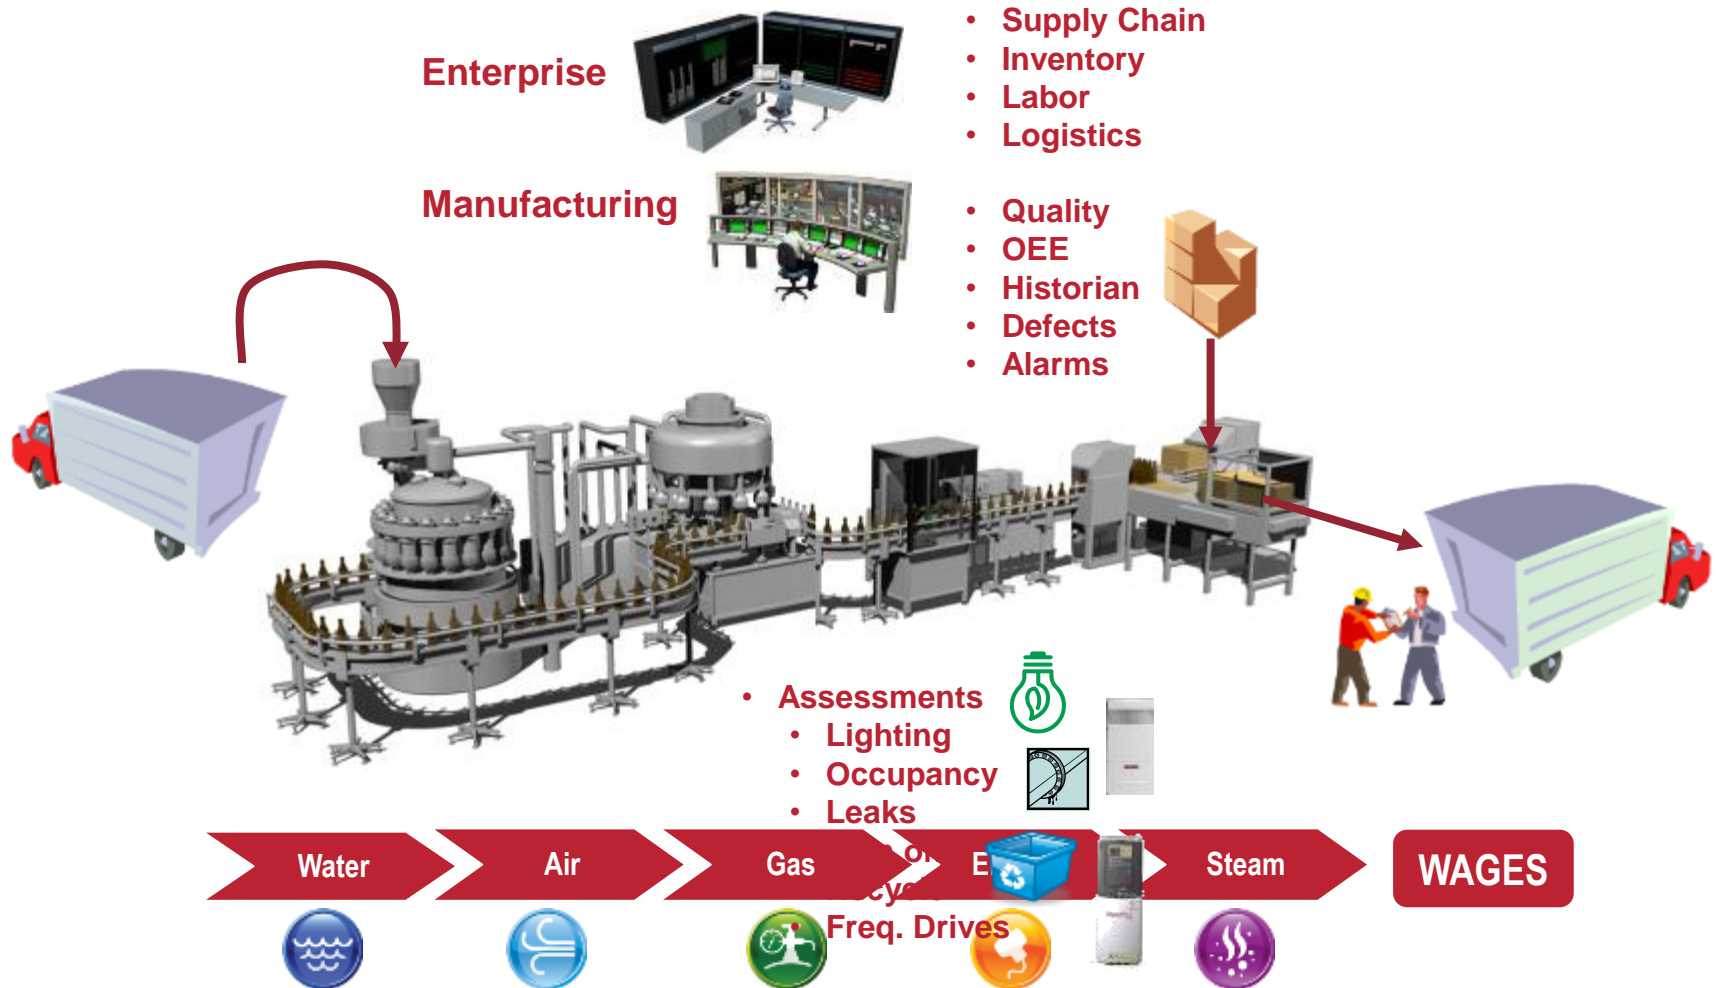 Enterprise
• Supply Chain
• Inventory
• Labor
• Logistics
Manufacturing
• Quality
• OEE
• Historian
• Defects
• Alarms
• Assessments
• Lighting
• Occupancy
• Leaks
Water
Air
Gas
Steam
WAGES
• Freq. Drives